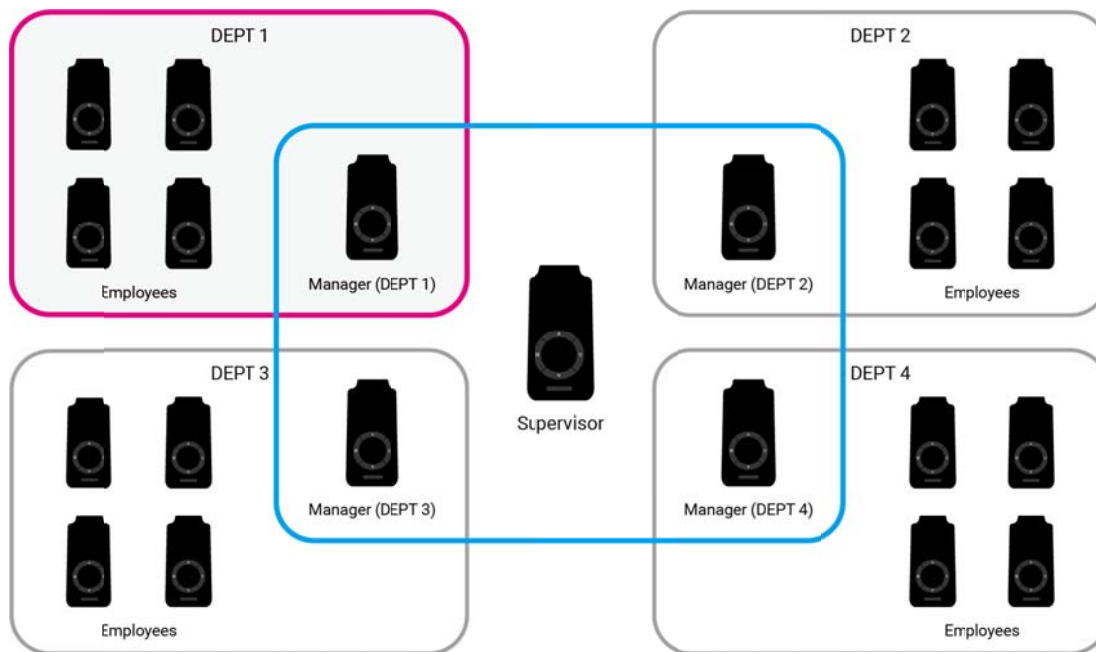 DEPT 1
Employees
Manager (DEPT 1)
DEPT 2
Manager (DEPT 2)
Employees
Supervisor
DEPT 3
Employees
Manager (DEPT 3)
DEPT 4
Manager (DEPT 4)
Employees